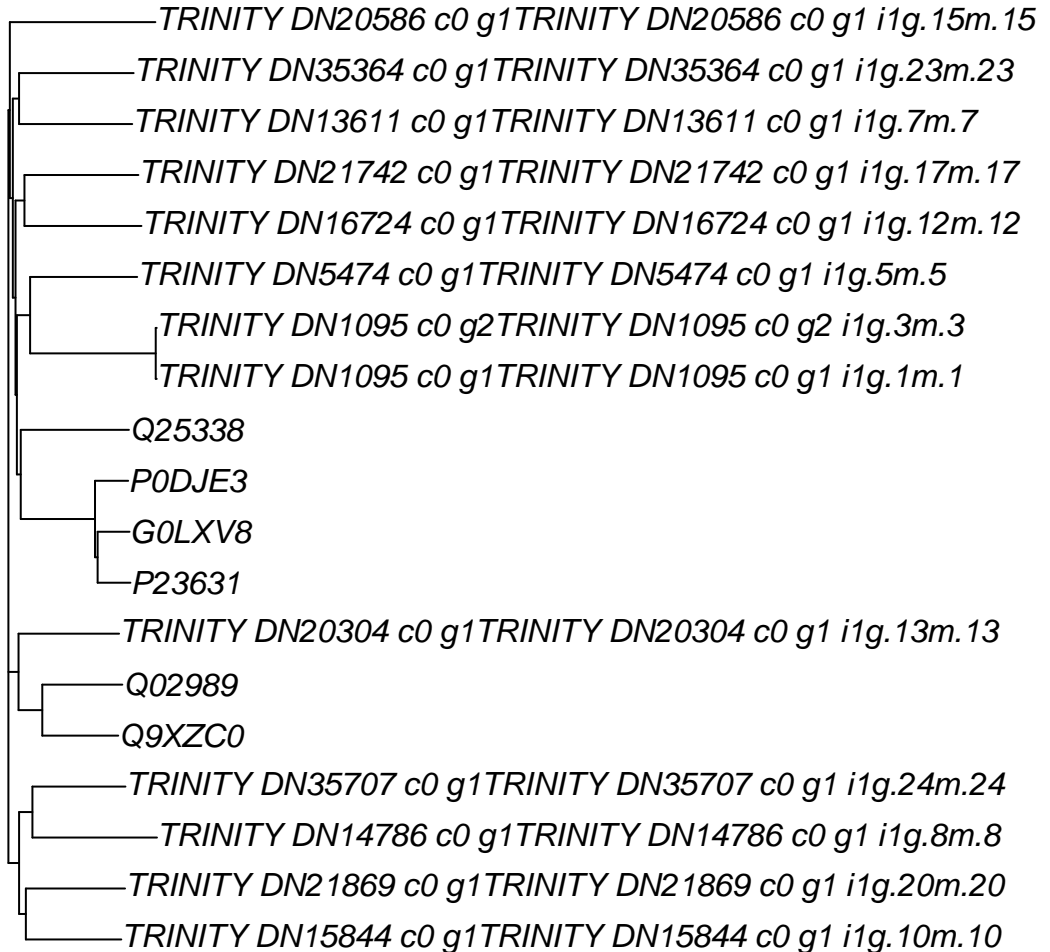 TRINITY DN20586 c0 g1TRINITY DN20586 c0 g1 i1g.15m.15
TRINITY DN35364 c0 g1TRINITY DN35364 c0 g1 i1g.23m.23
TRINITY DN13611 c0 g1TRINITY DN13611 c0 g1 i1g.7m.7
TRINITY DN21742 c0 g1TRINITY DN21742 c0 g1 i1g.17m.17
TRINITY DN16724 c0 g1TRINITY DN16724 c0 g1 i1g.12m.12
TRINITY DN5474 c0 g1TRINITY DN5474 c0 g1 i1g.5m.5
TRINITY DN1095 c0 g2TRINITY DN1095 c0 g2 i1g.3m.3
TRINITY DN1095 c0 g1TRINITY DN1095 c0 g1 i1g.1m.1
Q25338
P0DJE3
G0LXV8
P23631
TRINITY DN20304 c0 g1TRINITY DN20304 c0 g1 i1g.13m.13
Q02989
Q9XZC0
TRINITY DN35707 c0 g1TRINITY DN35707 c0 g1 i1g.24m.24
TRINITY DN14786 c0 g1TRINITY DN14786 c0 g1 i1g.8m.8
TRINITY DN21869 c0 g1TRINITY DN21869 c0 g1 i1g.20m.20
TRINITY DN15844 c0 g1TRINITY DN15844 c0 g1 i1g.10m.10